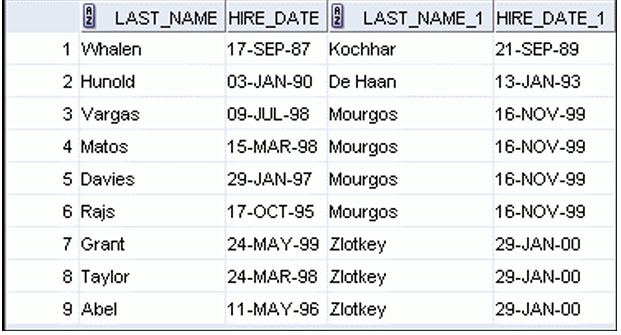 LAST_NAME HIRE_DATE LAST_NAME_1 HIRE_DATE_1
1 Whalen 17-SEP-87 Kochhar 21-SEP-89
2 Hunold 03-JAN-90 De Haan 13-JAN-93
3 Vargas 09-JUL-98 Mourgos 16-NOV-99
4 Matos 15-MAR-98 Mourgos 16-NOV-99
5 Davies 29-JAN-97 Mourgos 16-NOV-99
6 Rajs 17-OCT-95 Mourgos 16-NOV-99
7 Grant 24-MAY-99 Zlotkey 29-JAN-00
8 Taylor 24-MAR-98 Zlotkey 29-JAN-00
9 Abel 11-MAY-96 Zlotkey 29-JAN-00